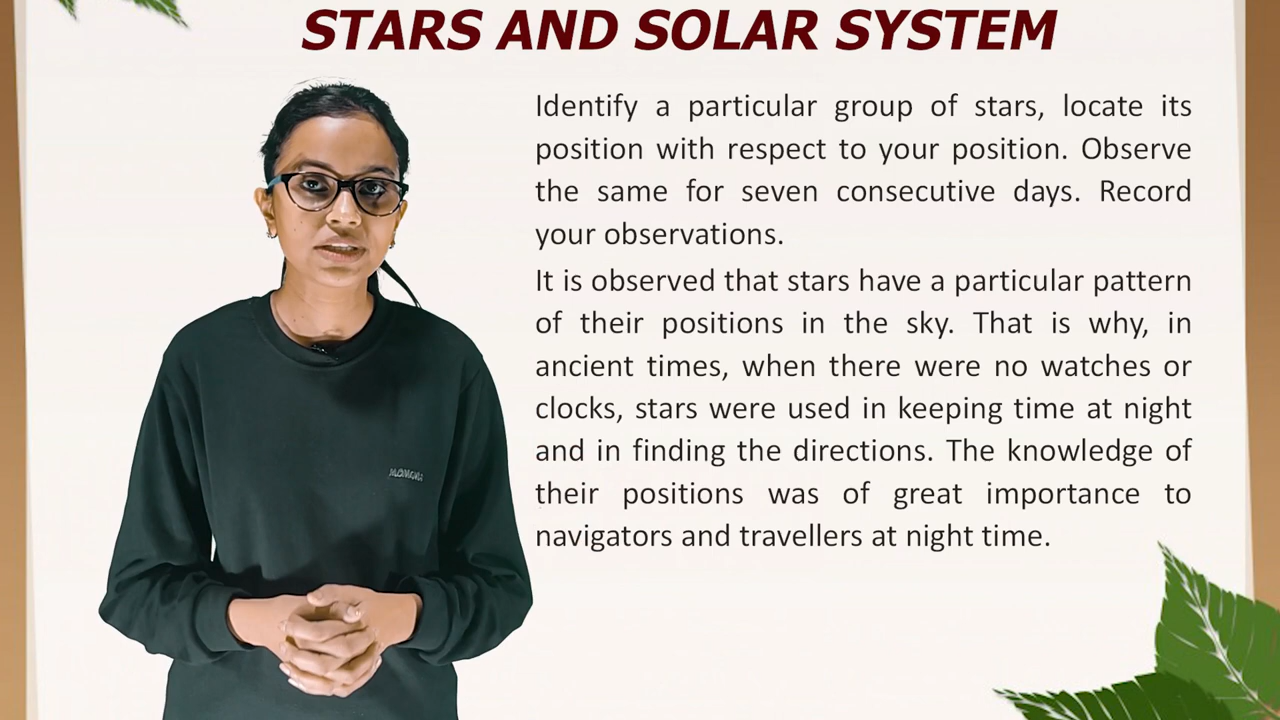 STARS AND SOLAR SYSTEM
Identify a particular group of stars, locate its
position with respect to your position. Observe
the same for seven consecutive days. Record
your observations.
It is observed that stars have a particular pattern
of their positions in the sky. That is why, in
ancient times, when there were no watches or
clocks, stars were used in keeping time at night
and in finding the directions. The knowledge of
their positions was of great importance to
navigators and travellers at night time.